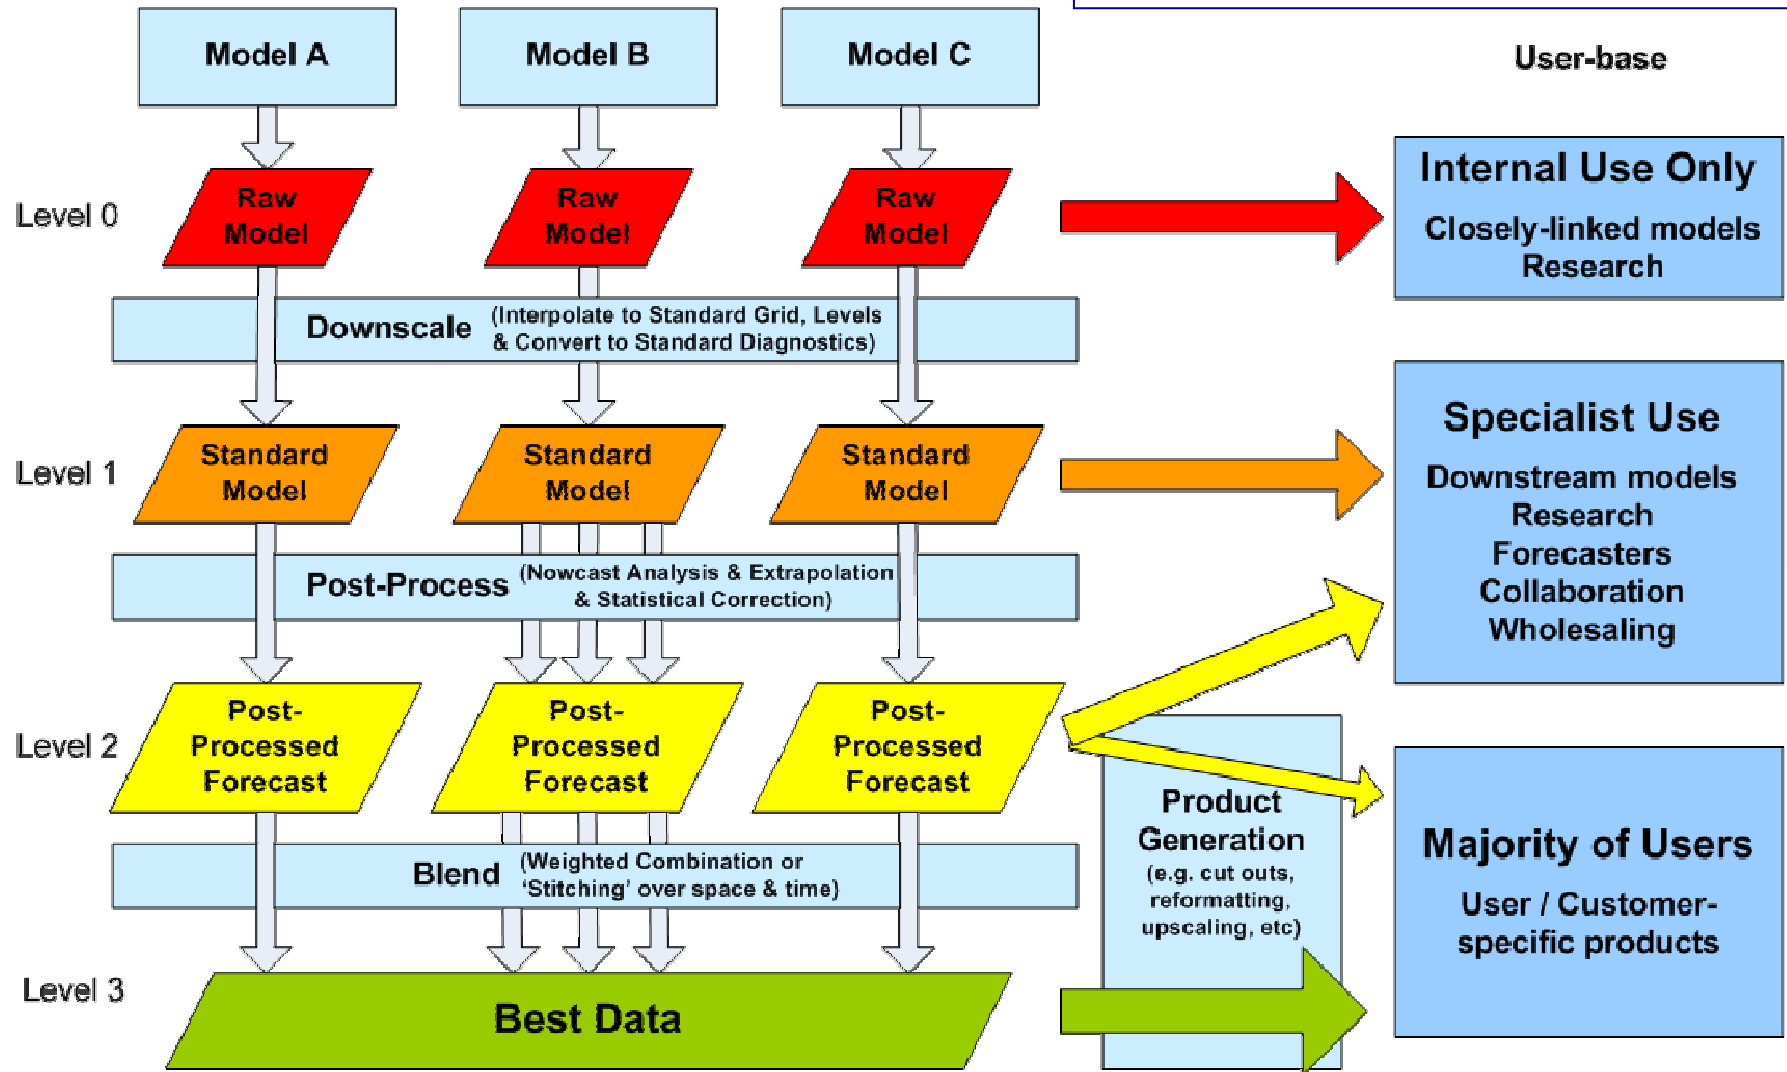 Model A
Model B
Model C
User-base
Level 0
Raw
Model
Raw
Model
Raw
Model
Internal Use Only
Closely-linked models
Research
Downscale
(Interpolate to Standard Grid, Levels
& Convert to Standard Diagnostics)
Level 1
Standard
Model
Standard
Model
Standard
Model
Specialist Use
Downstream models
Research
Forecasters
Collaboration
Wholesaling
Post-Process
(Nowcast Analysis & Extrapolation
& Statistical Correction)
Level 2
Post-
Processed
Forecast
Post-
Processed
Forecast
Post-
Processed
Forecast
Product
Generation
(e.g. cut outs,
reformatting,
upscaling, etc)
Majority of Users
User / Customer-
specific products
Blend
(Weighted Combination or
‘Stitching’ over space & time)
Level 3
Best Data